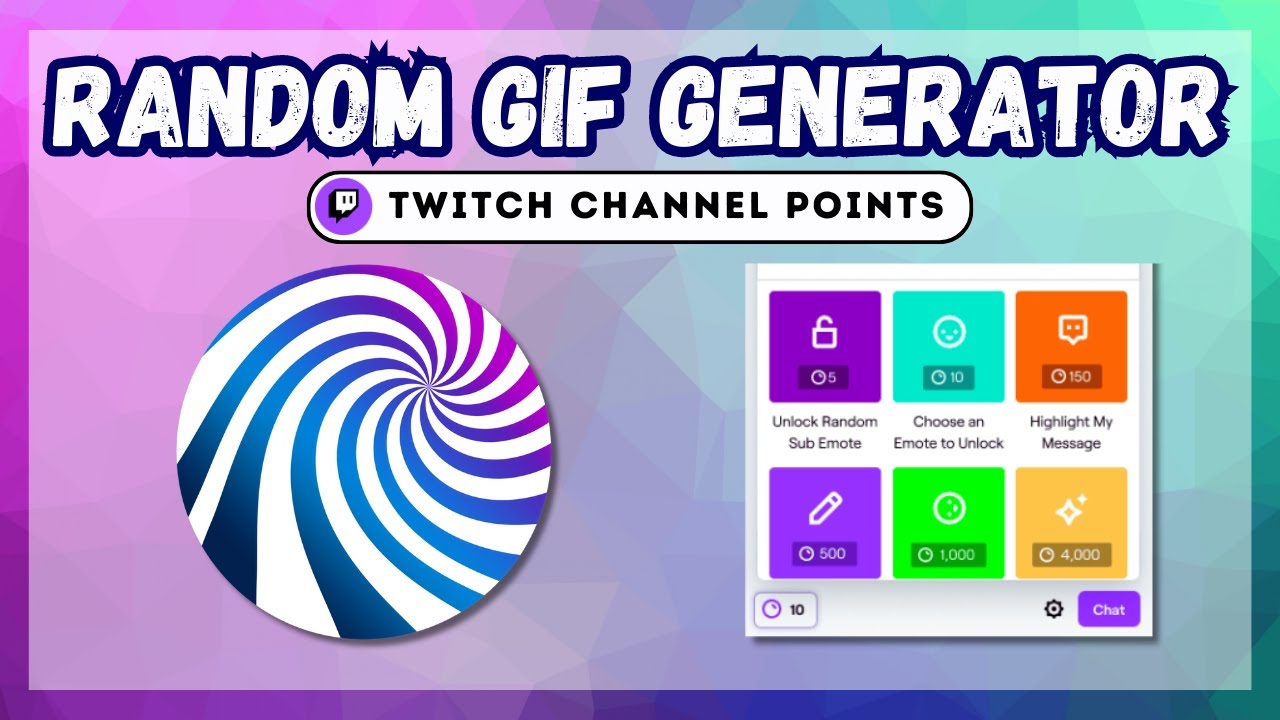 RANDOM GIF GENERATOR
TWITCH CHANNEL POINTS
5
10
150
Unlock Random
Sub Emote
Choose an
Emote to Unlock
Highlight My
Message
500
1,000
4,000
10
Chat